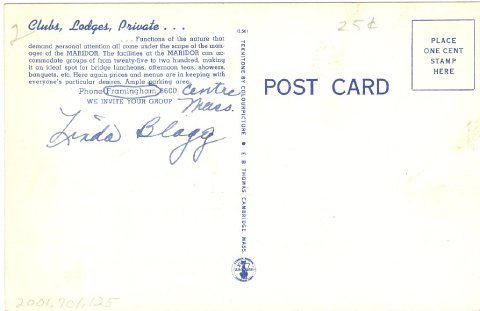 2
Clubs, Lodges, Private . . .
. . . Functions of the nature that
demand personal attention all come under the scope of the man-
ages of the MARIDOR. The facilities at the MARIDOR can ac-
commodate groups of from twenty-five to two hundred, making
it an ideal spot for bridge luncheons, afternoon teas, showers,
banquets, etc. Here again prices and menus are in keeping with
everyone's particular desires. Ample parking area.
Phone Framingham 8600 Centre
WE INVITE YOUR GROUP Mass.
Linda Blagg
TEKNITONE BY COLOURPICTURE ● E. B. THOMAS, CAMBRIDGE, MASS.
25¢
POST CARD
PLACE
ONE CENT
STAMP
HERE
2001.701.125